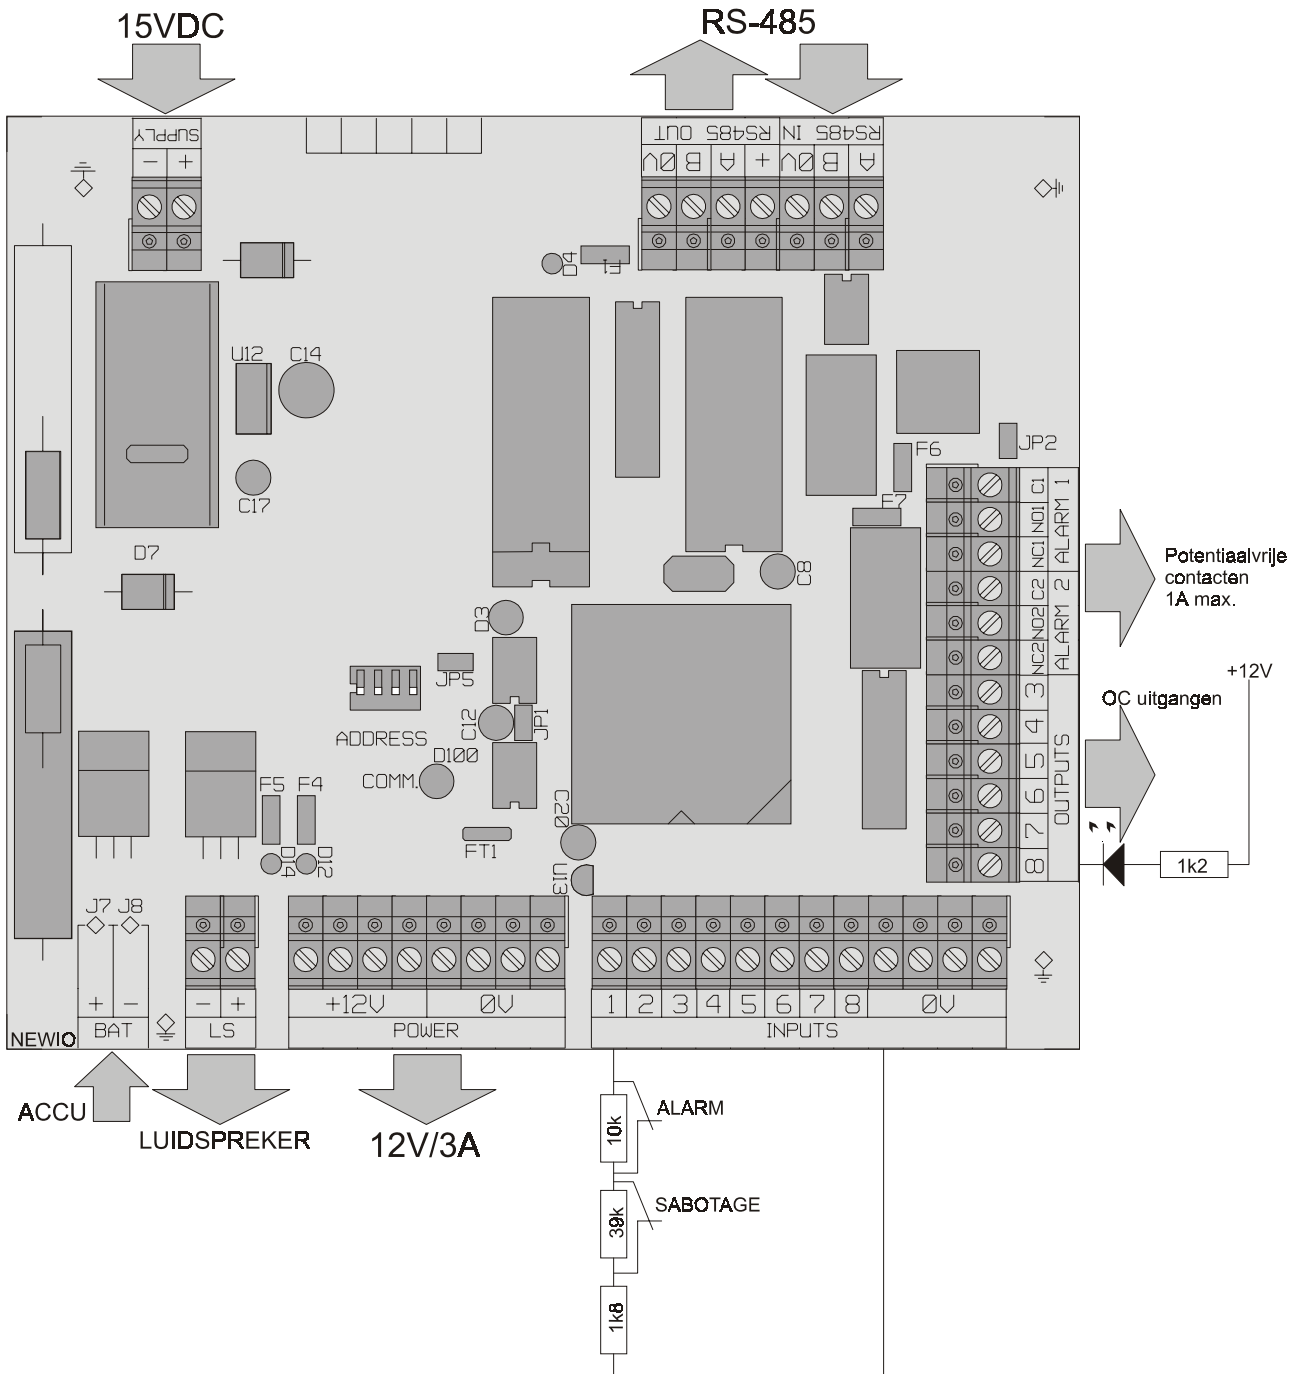 15VDC
RS-485
SUPPLY
- +
RS485 OUT
RS485 IN
0V B A + 0V B A
D4
F1
U12
C14
C17
F6
JP2
F7
D7
C8
D3
JP5
C12
JP1
ADDRESS
D100
COMM.
F5
F4
C20
FT1
D14
D12
U13
C1
NO1
NC1
ALARM 1
C2
NO2
NC2
ALARM 2
3
4
5
6
7
8
OUTPUTS
Potentiaalvrije
contacten
1A max.
+12V
OC uitgangen
1k2
J7 J8
+ -
BAT
NEWIO
- +
LS
+12V 0V
POWER
1 2 3 4 5 6 7 8 0V
INPUTS
ACCU
LUIDSPREKER
12V/3A
ALARM
10k
SABOTAGE
39k
1k8